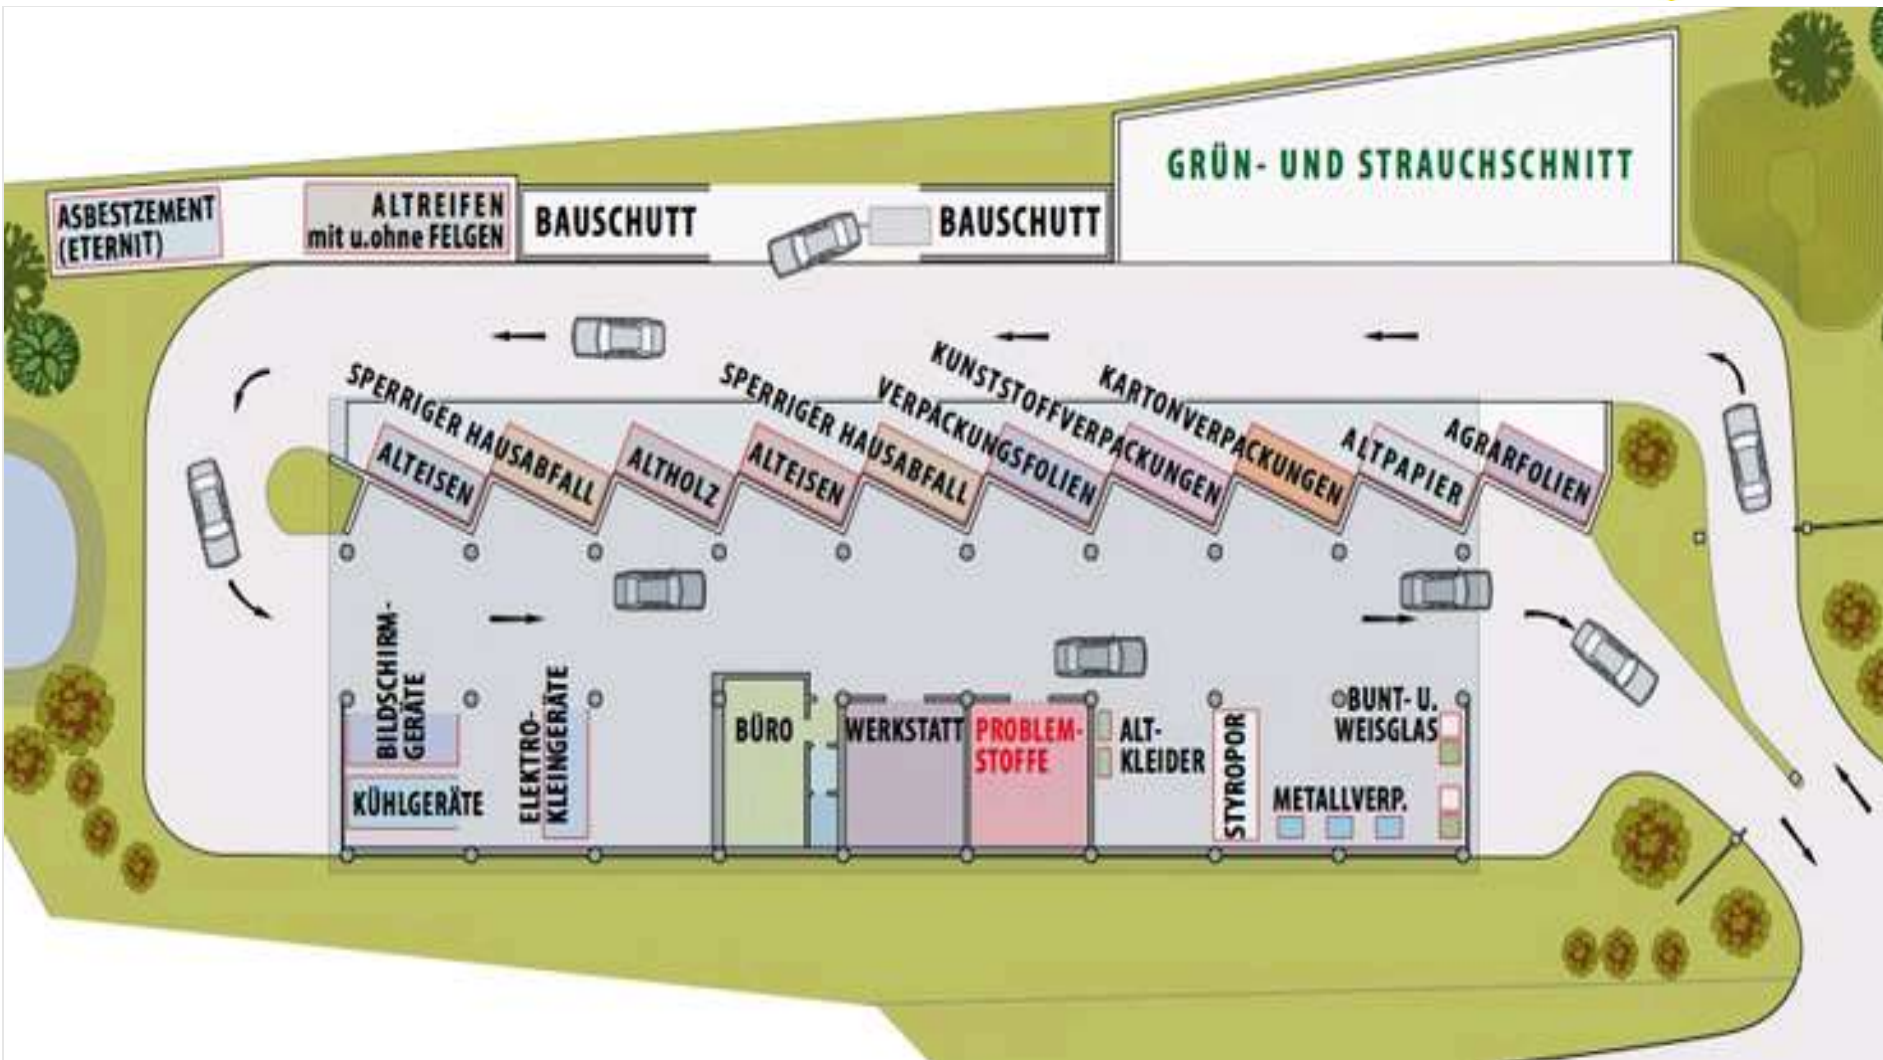 GRÜN- UND STRAUCHSCHNITT
ASBESTZEMENT
(ETERNIT)
ALTREIFEN
mit u.ohne FELGEN
BAUSCHUTT
BAUSCHUTT
ALTEISEN
SPERRIGER HAUSABFALL
ALTHOLZ
ALTEISEN
SPERRIGER HAUSABFALL
VERPACKUNGSFOLIEN
KUNSTSTOFFVERPACKUNGEN
KARTONVERPACKUNGEN
ALTPAPIER
AGRARFOLIEN
BILDSCHIRM-
GERÄTE
KÜHLGERÄTE
ELEKTRO-
KLEINGERÄTE
BÜRO
WERKSTATT
PROBLEM-
STOFFE
ALT-
KLEIDER
STYROPOR
BUNT- U.
WEISGLAS
METALLVERP.